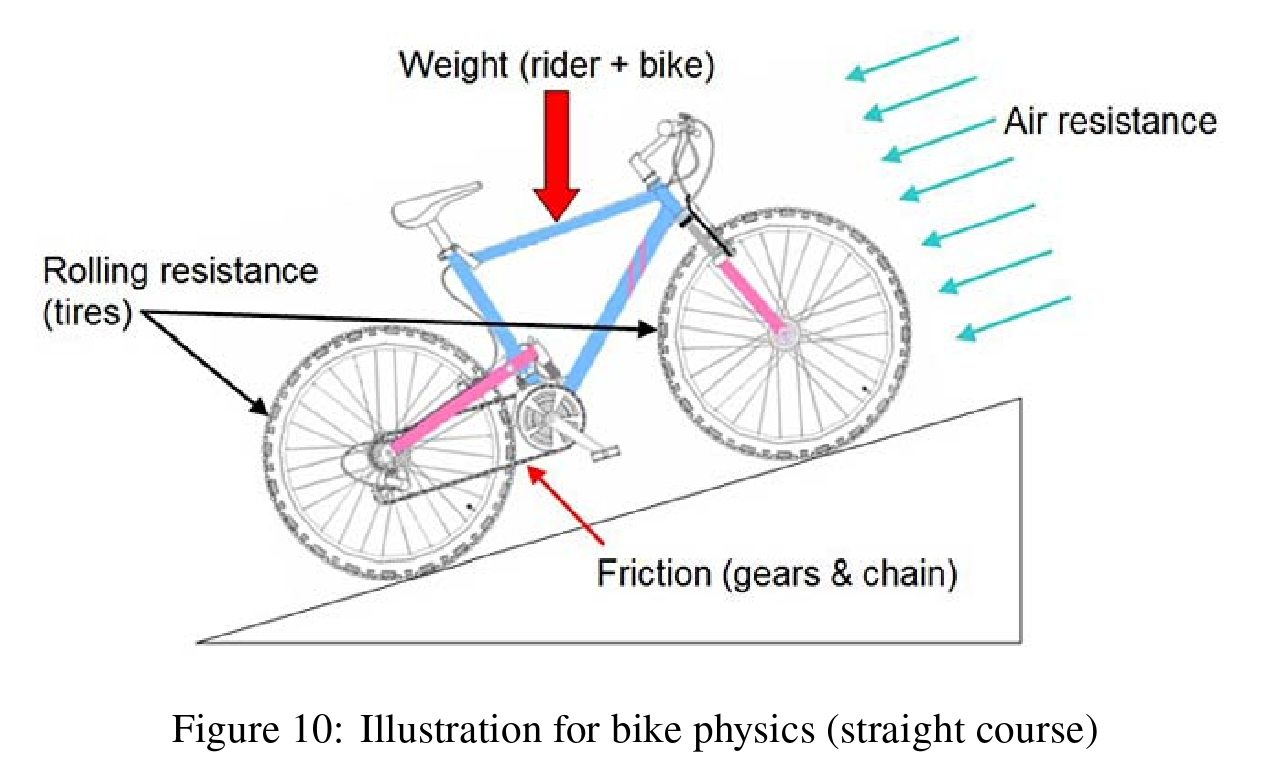 Weight (rider + bike)
Air resistance
Rolling resistance
(tires)
Friction (gears & chain)
Figure 10: Illustration for bike physics (straight course)